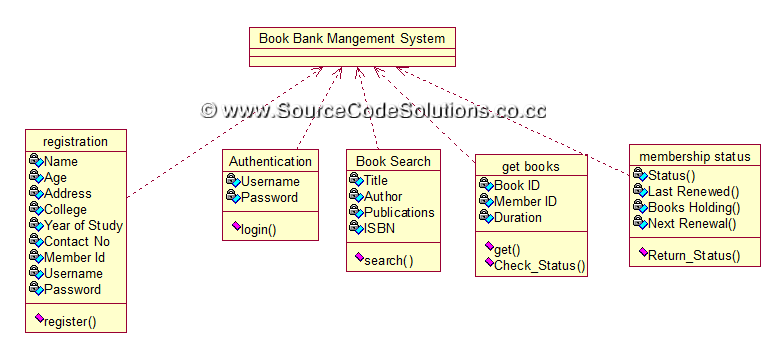 Book Bank Mangement System
© www.SourceCodeSolutions.co.cc
registration
Name
Age
Address
College
Year of Study
Contact No
Member Id
Username
Password
register()
Authentication
Username
Password
login()
Book Search
Title
Author
Publications
ISBN
search()
get books
Book ID
Member ID
Duration
get()
Check_Status()
membership status
Status()
Last Renewed()
Books Holding()
Next Renewal()
Return_Status()